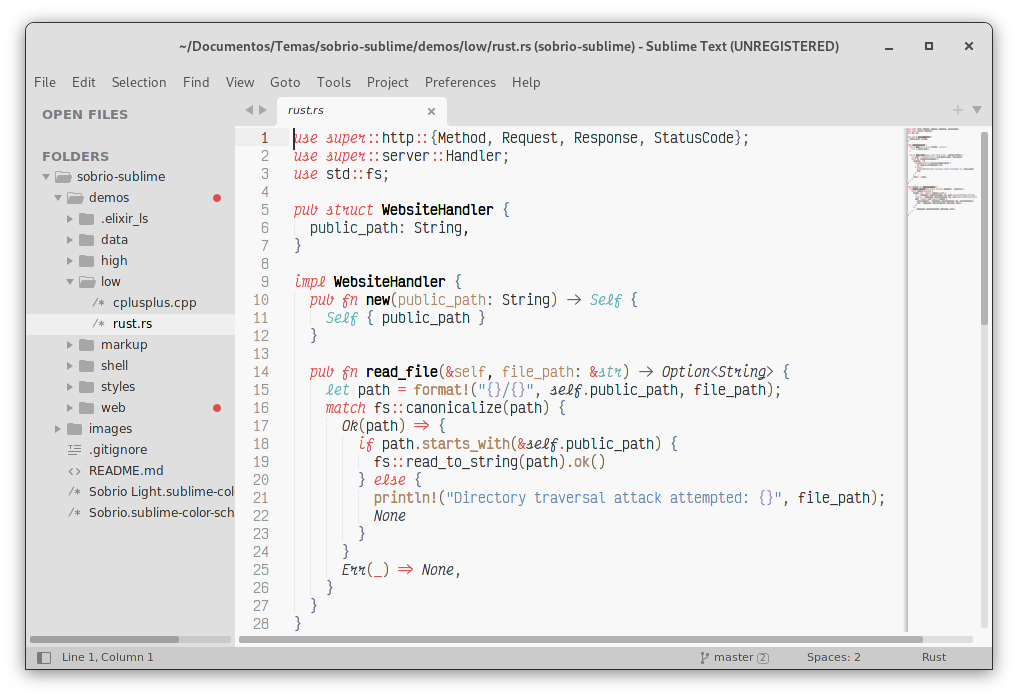 ~/Documentos/Temas/sobrio-sublime/demos/low/rust.rs (sobrio-sublime) - Sublime Text (UNREGISTERED)
File Edit Selection Find View Goto Tools Project Preferences Help
OPEN FILES
FOLDERS
sobrio-sublime
demos
.elixir_ls
data
high
low
/* cplusplus.cpp
/* rust.rs
markup
shell
styles
web
images
.gitignore
<> README.md
/* Sobrio Light.sublime-col
/* Sobrio.sublime-color-sch
rust.rs
1 use super::http::{Method, Request, Response, StatusCode};
2 use super::server::Handler;
3 use std::fs;
4
5 pub struct WebsiteHandler {
6   public_path: String,
7 }
8
9 impl WebsiteHandler {
10   pub fn new(public_path: String) -> Self {
11     Self { public_path }
12   }
13
14   pub fn read_file(&self, file_path: &str) -> Option<String> {
15     let path = format!("{}/{}", self.public_path, file_path);
16     match fs::canonicalize(path) {
17       Ok(path) => {
18         if path.starts_with(&self.public_path) {
19           fs::read_to_string(path).ok()
20         } else {
21           println!("Directory traversal attack attempted: {}", file_path);
22           None
23         }
24       }
25       Err(_) => None,
26     }
27   }
28 }
Line 1, Column 1
master 2
Spaces: 2
Rust